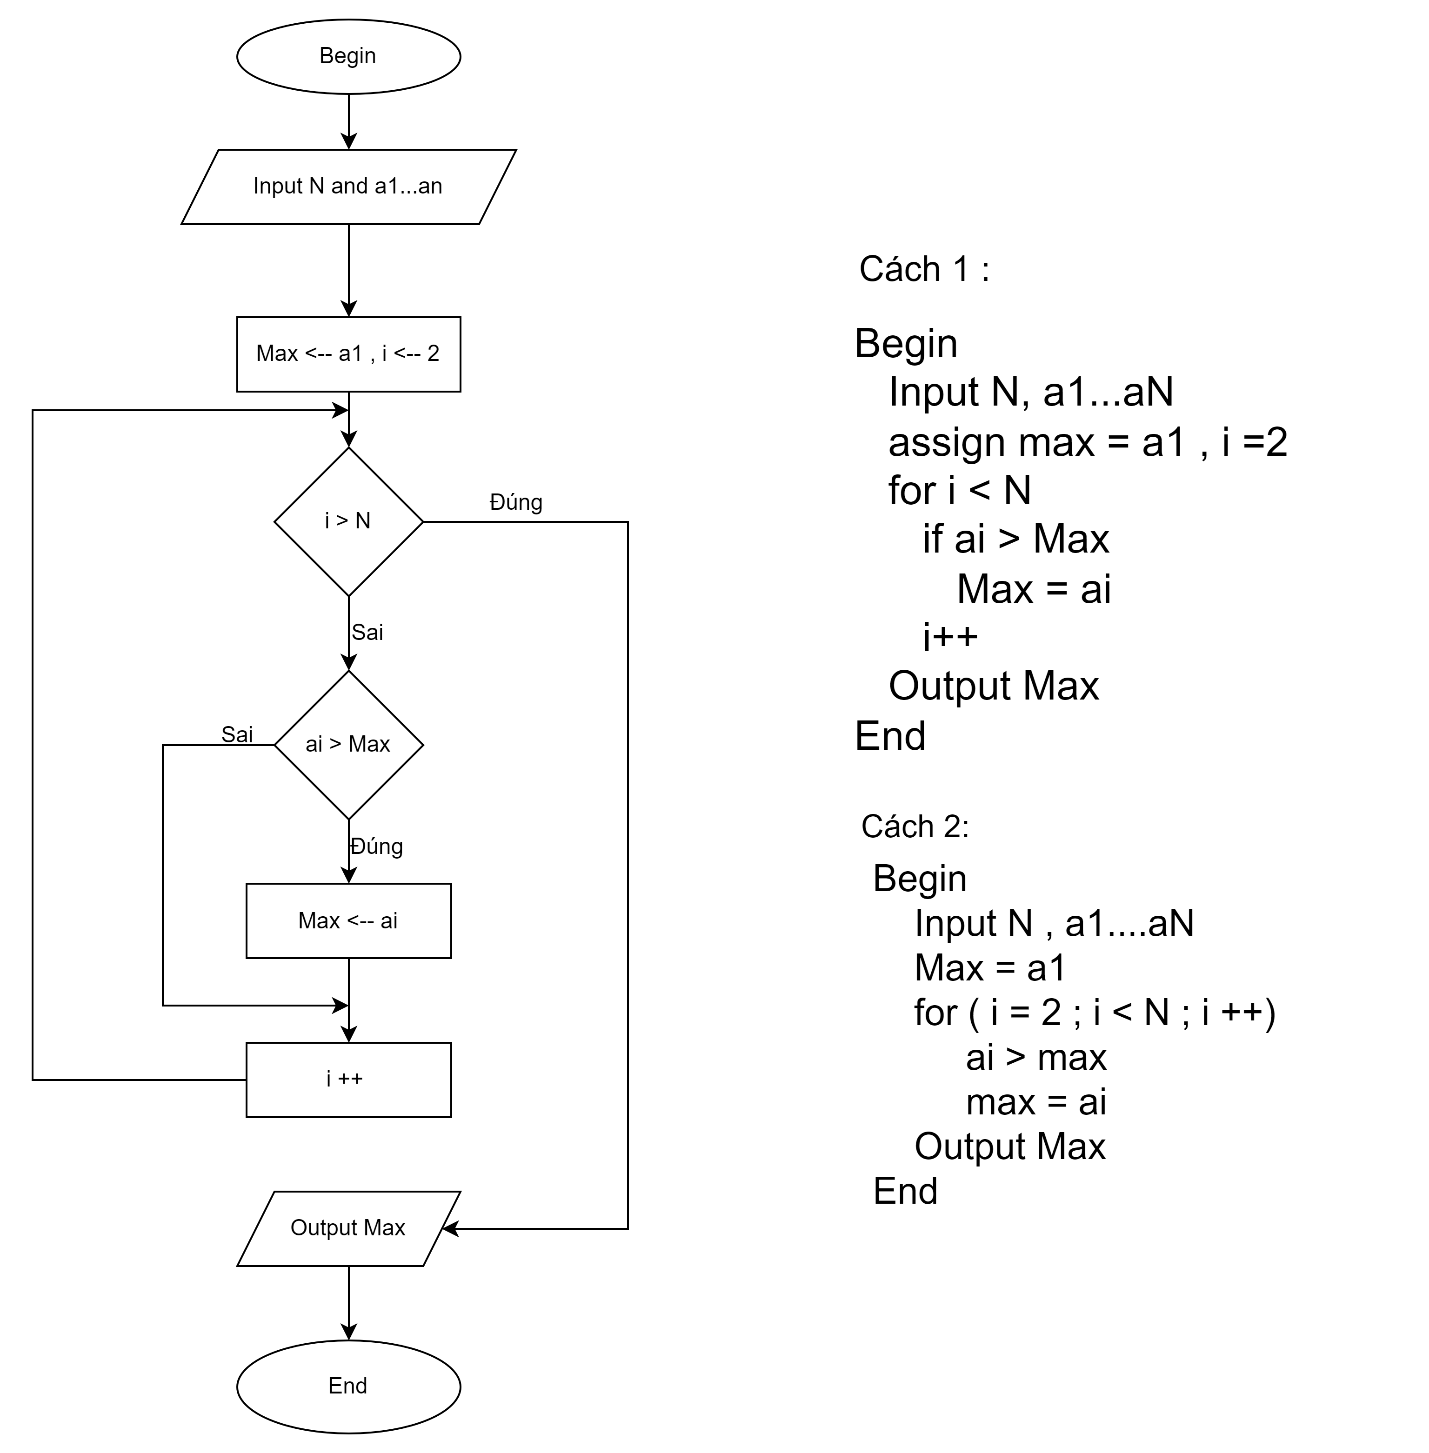 Begin
Input N and a1...an
Max <-- a1 , i <-- 2
i > N
Đúng
Sai
ai > Max
Sai
Đúng
Max <-- ai
i ++
Output Max
End
Cách 1 :
Begin
Input N, a1...aN
assign max = a1 , i =2
for i < N
if ai > Max
Max = ai
i++
Output Max
End
Cách 2:
Begin
Input N , a1....aN
Max = a1
for ( i = 2 ; i < N ; i ++)
ai > max
max = ai
Output Max
End